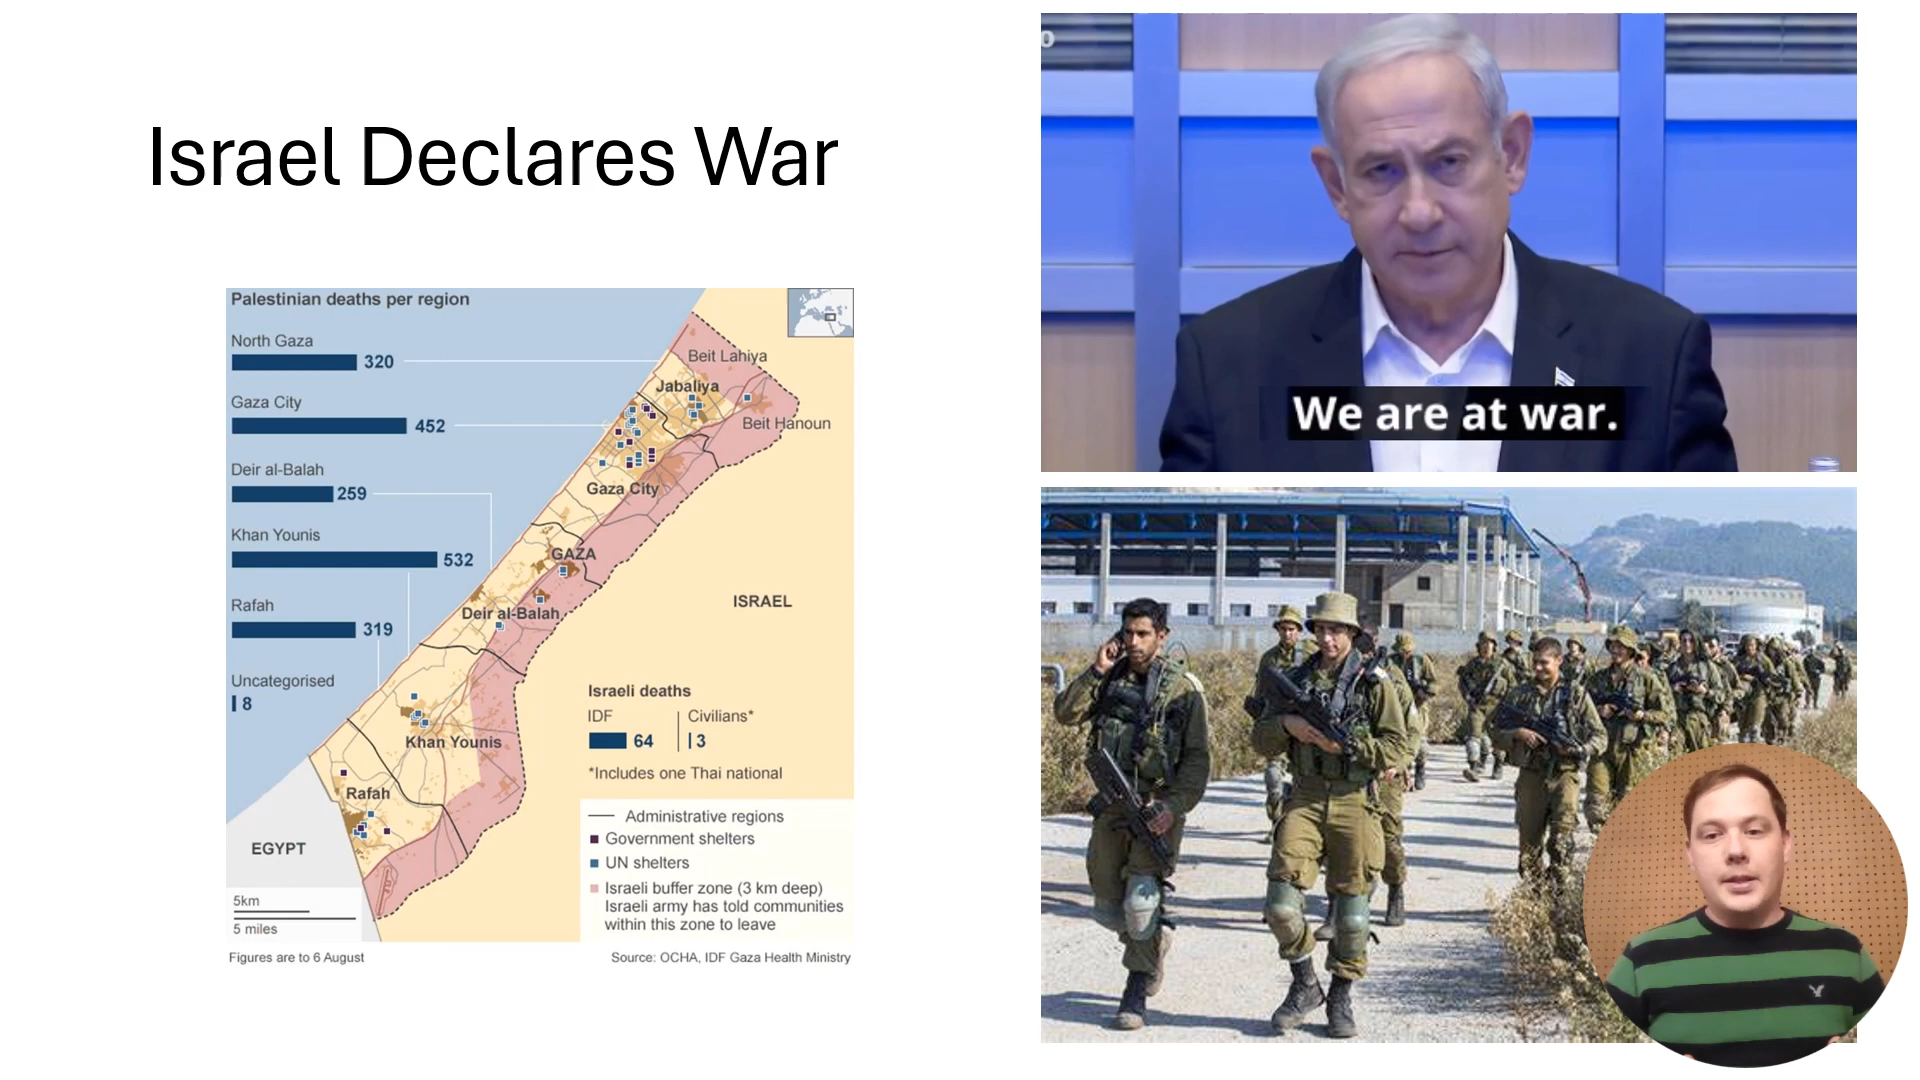 Israel Declares War
Palestinian deaths per region
North Gaza
320
Gaza City
452
Deir al-Balah
259
Khan Younis
532
Rafah
319
Uncategorised
8
Beit Lahiya
Jabaliya
Beit Hanoun
Gaza City
GAZA
Deir al-Balah
ISRAEL
Khan Younis
Rafah
EGYPT
Israeli deaths
IDF
64
Civilians*
3
*Includes one Thai national
Administrative regions
Government shelters
UN shelters
Israeli buffer zone (3 km deep)
Israeli army has told communities
within this zone to leave
5km
5 miles
Figures are to 6 August
Source: OCHA, IDF Gaza Health Ministry
We are at war.